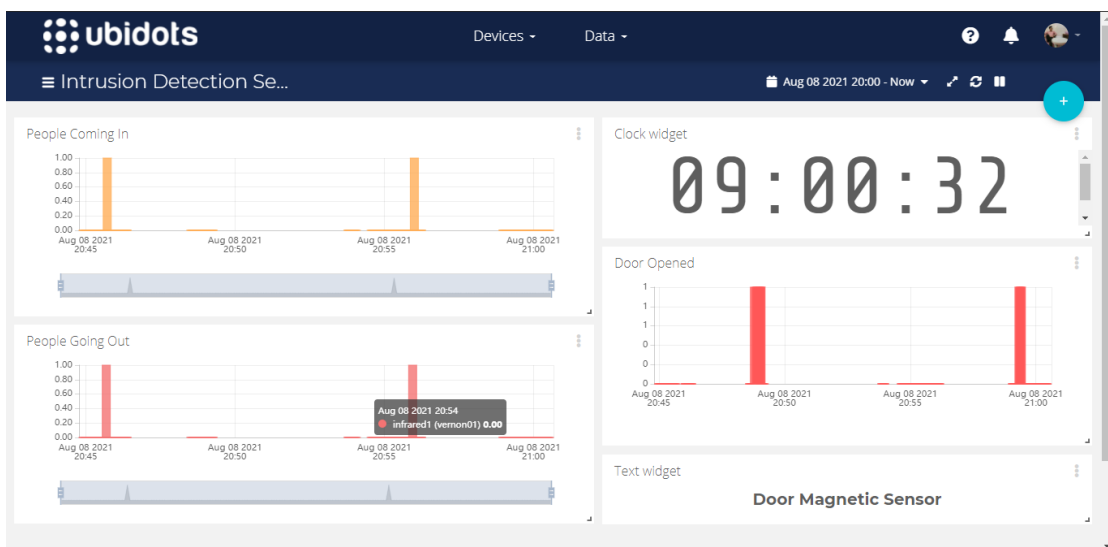 ubidots
Devices
Data
Intrusion Detection Se...
Aug 08 2021 20:00 - Now
People Coming In
1.00
0.80
0.60
0.40
0.20
0.00
Aug 08 2021 Aug 08 2021 Aug 08 2021 Aug 08 2021
20:45 20:50 20:55 21:00
People Going Out
1.00
0.80
0.60
0.40
0.20
0.00
Aug 08 2021 20:54
infrared1 (vernon01) 0.00
Aug 08 2021 Aug 08 2021 Aug 08 2021 Aug 08 2021
20:45 20:50 20:55 21:00
Clock widget
09:00:32
Door Opened
1
1
1
0
0
0
Aug 08 2021 Aug 08 2021 Aug 08 2021 Aug 08 2021
20:45 20:50 20:55 21:00
Text widget
Door Magnetic Sensor